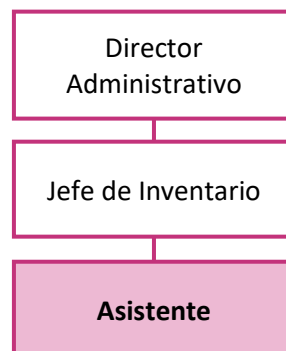 Director
Administrativo
Jefe de Inventario
Asistente